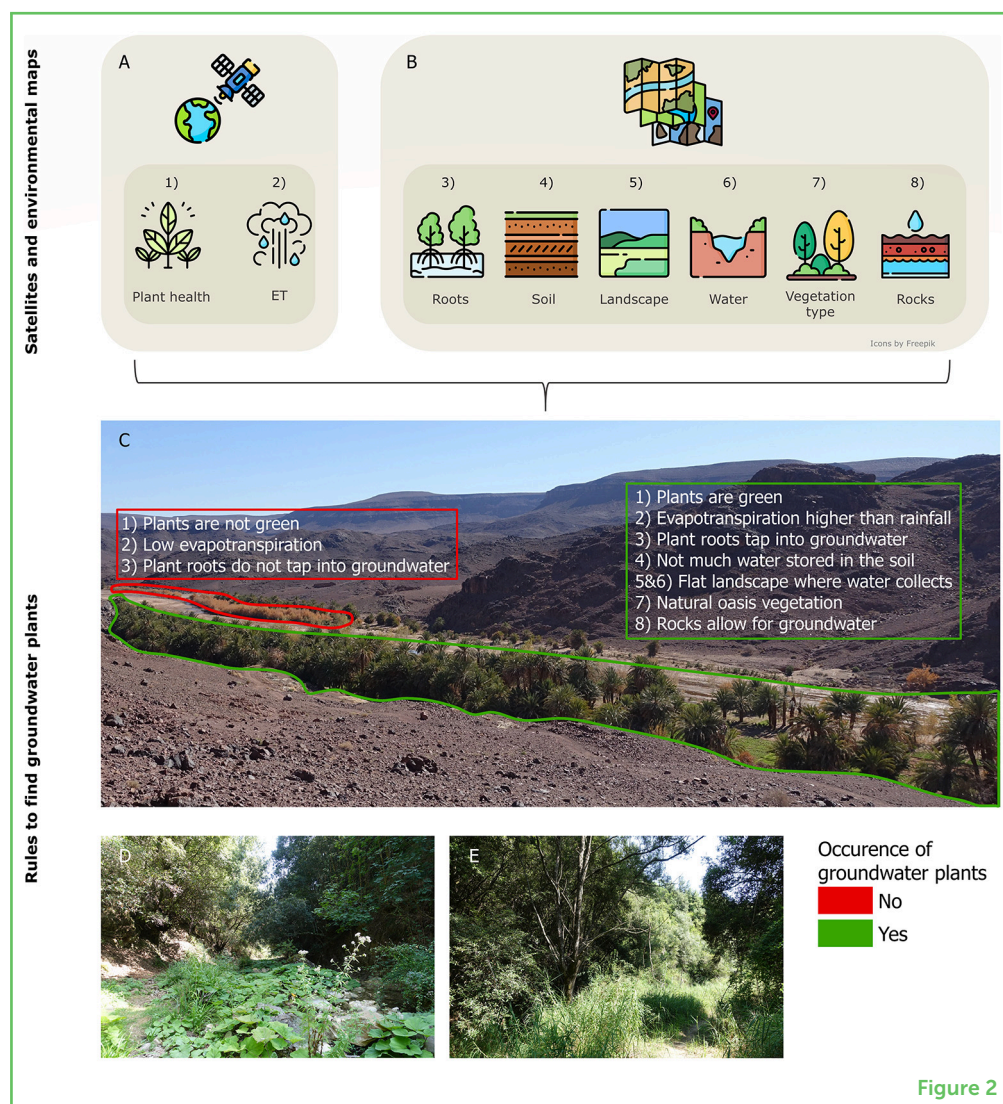 Satellites and environmental maps
A
B
1)
2)
3)
4)
5)
6)
7)
8)
Plant health
ET
Roots
Soil
Landscape
Water
Vegetation
type
Rocks
Icons by Freepik
Rules to find groundwater plants
C
1) Plants are not green
2) Low evapotranspiration
3) Plant roots do not tap into groundwater
1) Plants are green
2) Evapotranspiration higher than rainfall
3) Plant roots tap into groundwater
4) Not much water stored in the soil
5&6) Flat landscape where water collects
7) Natural oasis vegetation
8) Rocks allow for groundwater
D
E
Occurence of
groundwater plants
No
Yes
Figure 2